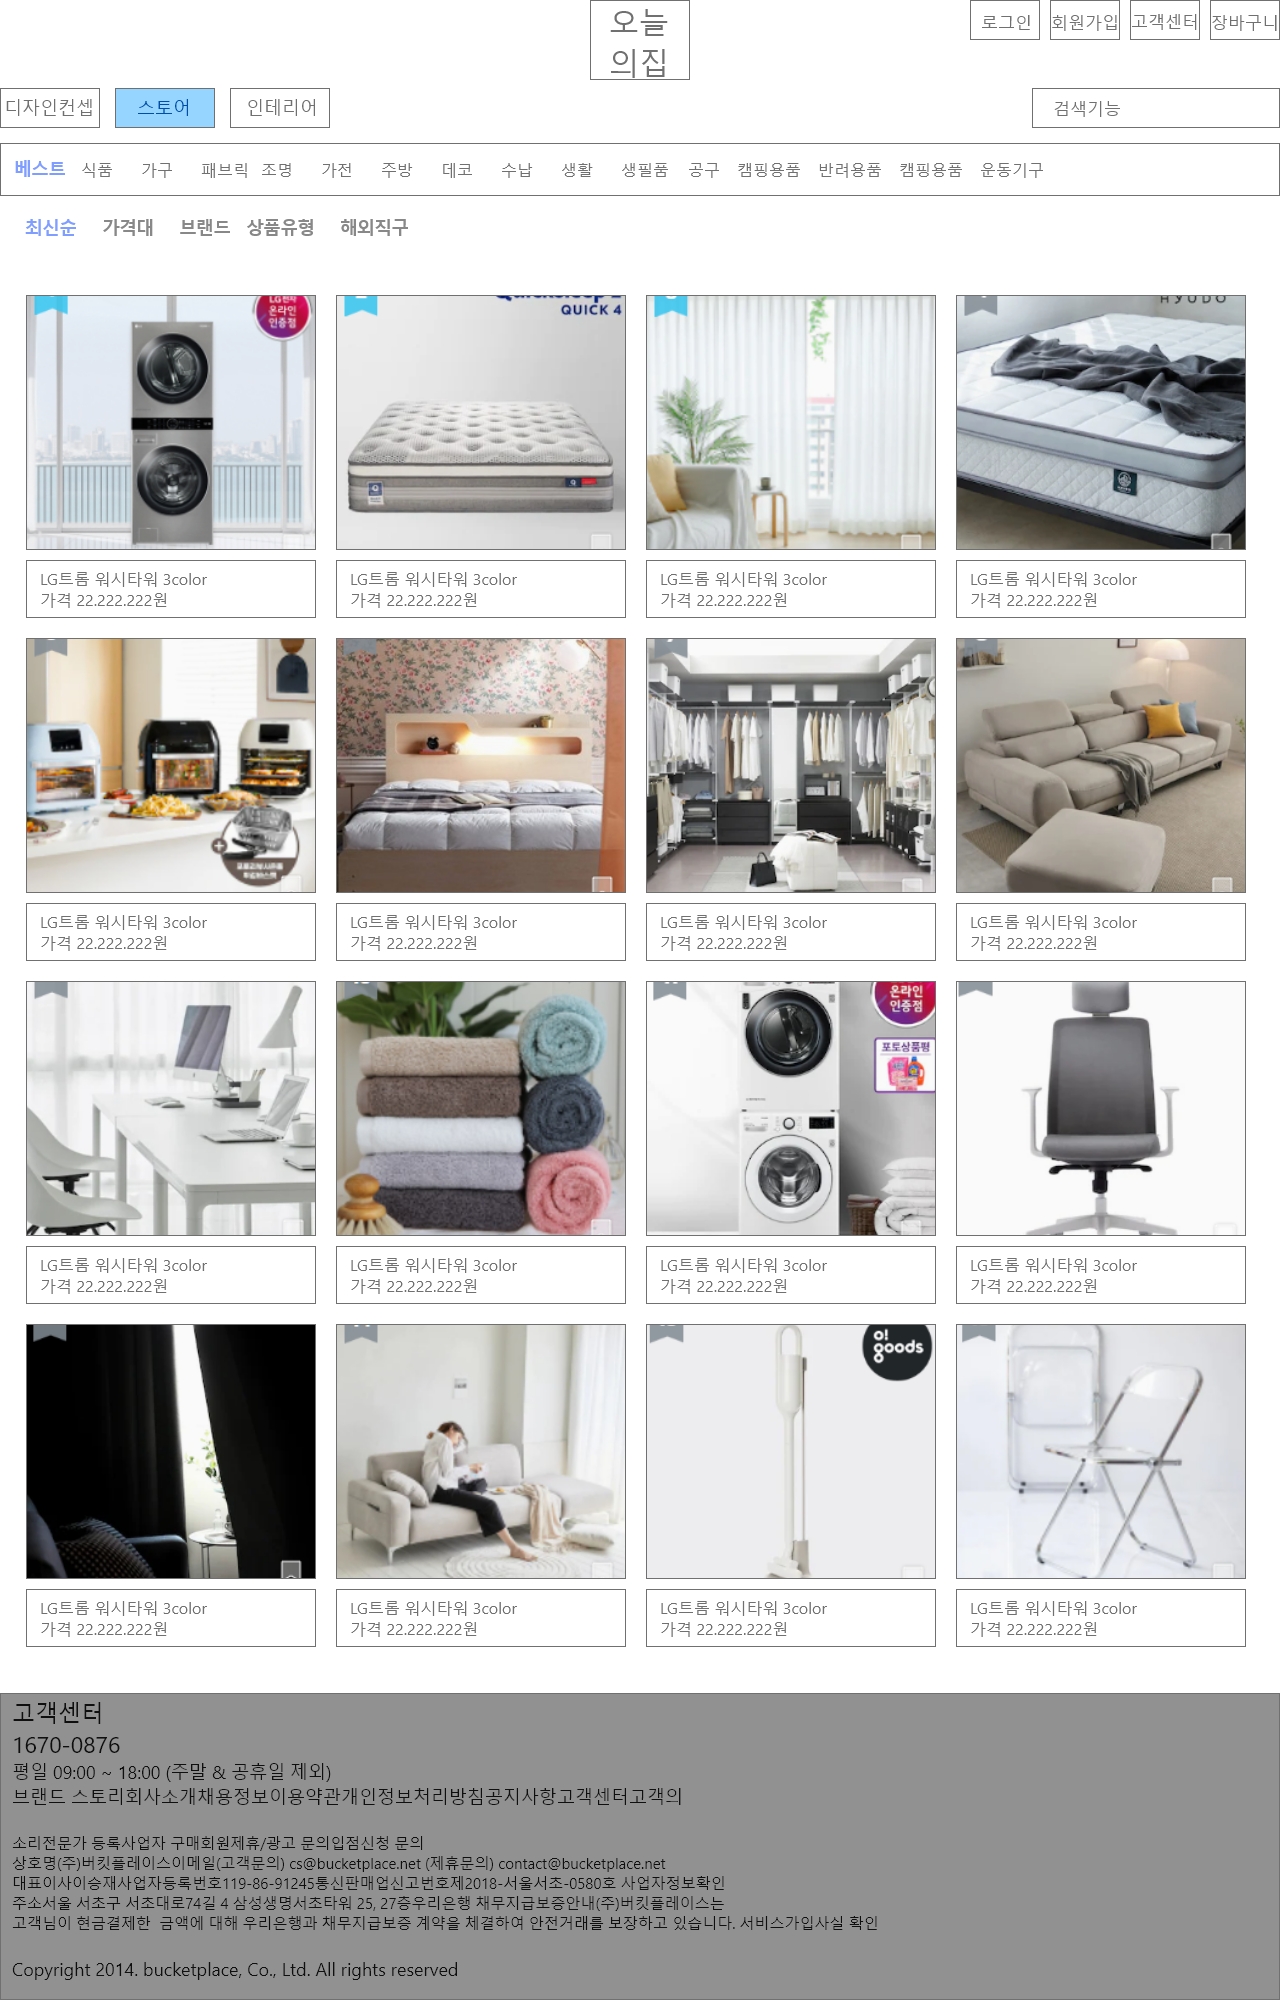 오늘
의집
로그인 회원가입 고객센터 장바구니
디자인컨셉 스토어 인테리어 검색기능
베스트 식품 가구 패브릭 조명 가전 주방 데코 수납 생활 생필품 공구 캠핑용품 반려용품 캠핑용품 운동기구
최신순 가격대 브랜드 상품유형 해외직구
온라인
인증점
QUICK 4
LG트롬 워시타워 3color
가격 22.222.222원
LG트롬 워시타워 3color
가격 22.222.222원
LG트롬 워시타워 3color
가격 22.222.222원
LG트롬 워시타워 3color
가격 22.222.222원
LG트롬 워시타워 3color
가격 22.222.222원
LG트롬 워시타워 3color
가격 22.222.222원
LG트롬 워시타워 3color
가격 22.222.222원
LG트롬 워시타워 3color
가격 22.222.222원
온라인
인증점
포토상품평
LG트롬 워시타워 3color
가격 22.222.222원
LG트롬 워시타워 3color
가격 22.222.222원
LG트롬 워시타워 3color
가격 22.222.222원
LG트롬 워시타워 3color
가격 22.222.222원
o!
goods
LG트롬 워시타워 3color
가격 22.222.222원
LG트롬 워시타워 3color
가격 22.222.222원
LG트롬 워시타워 3color
가격 22.222.222원
LG트롬 워시타워 3color
가격 22.222.222원
고객센터
1670-0876
평일 09:00 ~ 18:00 (주말 & 공휴일 제외)
브랜드 스토리회사소개채용정보이용약관개인정보처리방침공지사항고객센터고객의
소리전문가 등록사업자 구매회원제휴/광고 문의입점신청 문의
상호명(주)버킷플레이스이메일(고객문의) cs@bucketplace.net (제휴문의) contact@bucketplace.net
대표이사이승재사업자등록번호119-86-91245통신판매업신고번호제2018-서울서초-0580호 사업자정보확인
주소서울 서초구 서초대로74길 4 삼성생명서초타워 25, 27층우리은행 채무지급보증안내(주)버킷플레이스는
고객님이 현금결제한 금액에 대해 우리은행과 채무지급보증 계약을 체결하여 안전거래를 보장하고 있습니다. 서비스가입사실 확인
Copyright 2014. bucketplace, Co., Ltd. All rights reserved